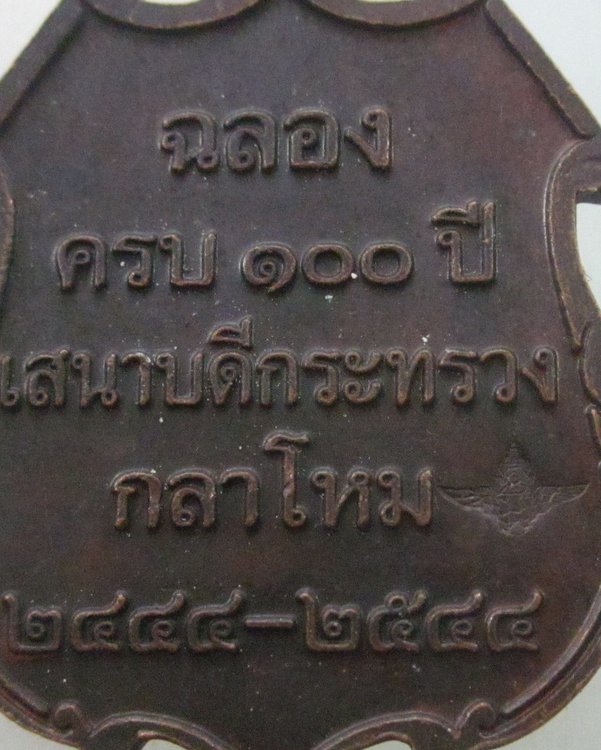 ฉลอง
ครบ ๑๐๐ ปี
เสนาบดีกระทรวง
กลาโหม
๒๔๔๔-๒๕๔๔